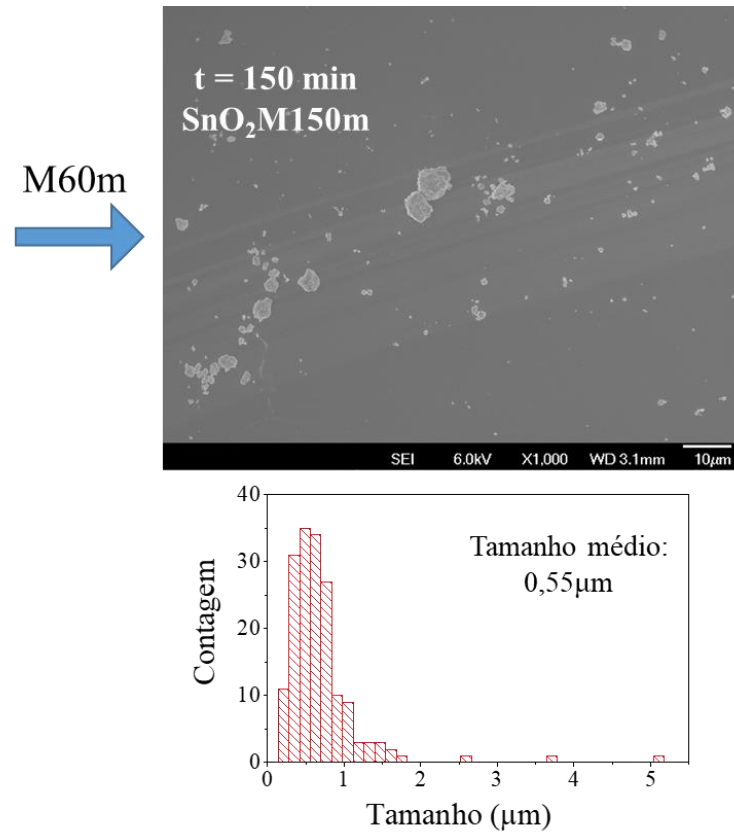 t = 150 min
SnO₂M150m
M60m
SEI 6.0kV X1,000 WD 3.1mm 10μm
40
30
20
10
0
Contagem
Tamanho médio:
0,55μm
0 1 2 3 4 5
Tamanho (μm)